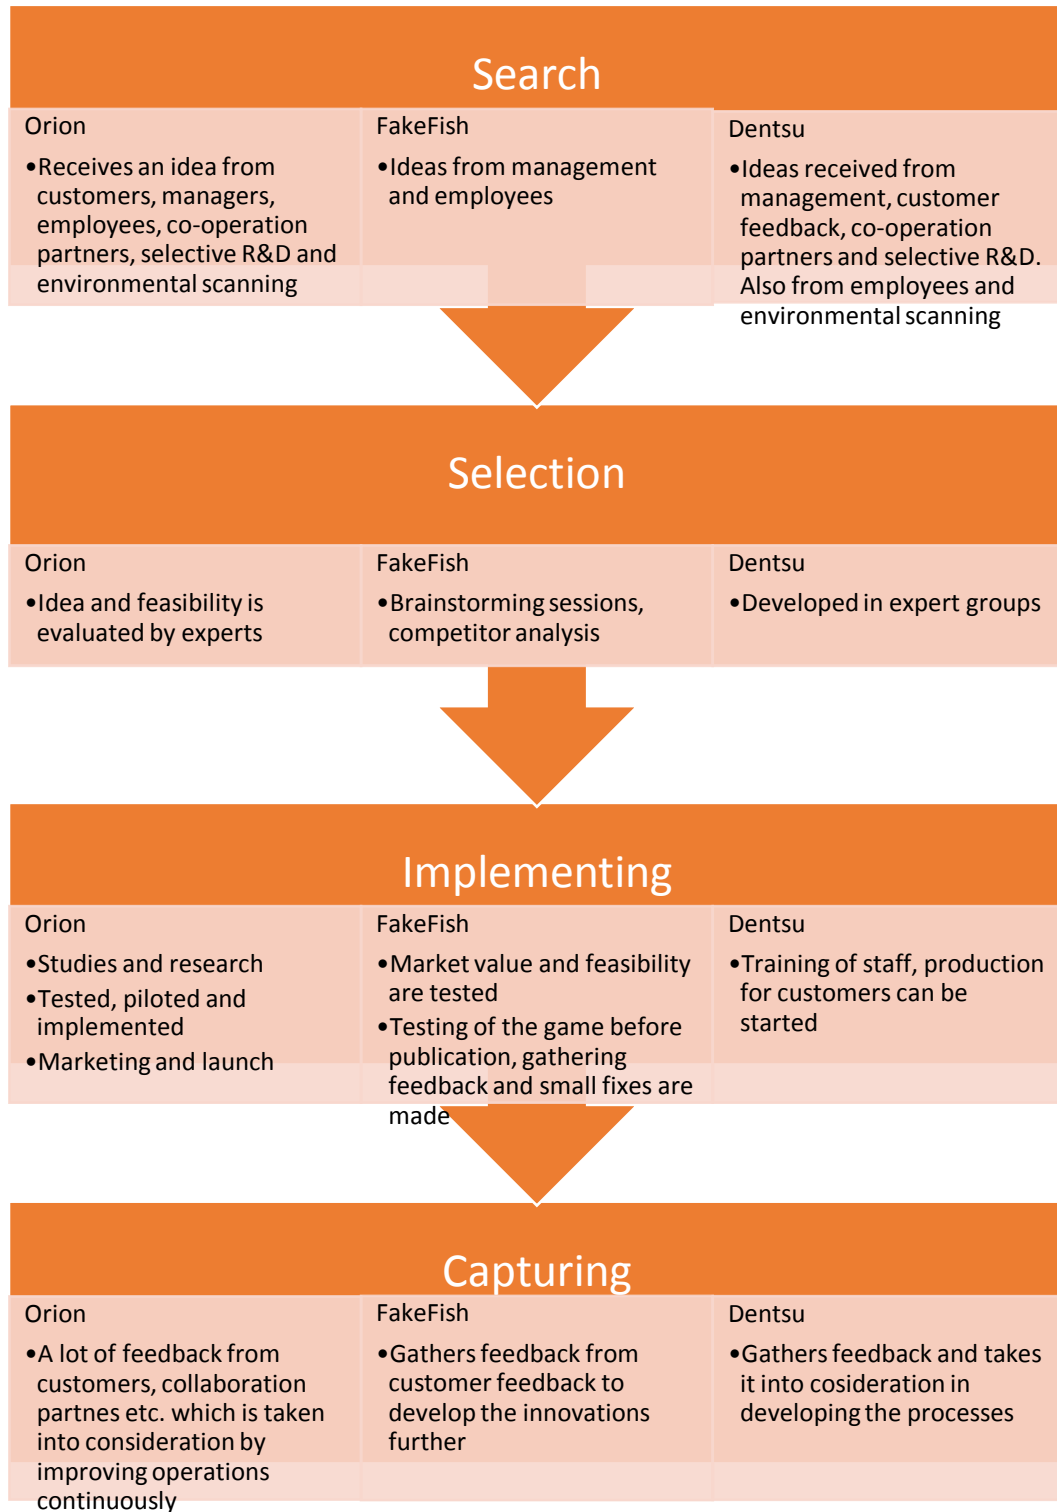 Search
Orion
•Receives an idea from
customers, managers,
employees, co-operation
partners, selective R&D and
environmental scanning
FakeFish
•Ideas from management
and employees
Dentsu
•Ideas received from
management, customer
feedback, co-operation
partners and selective R&D.
Also from employees and
environmental scanning
Selection
Orion
•Idea and feasibility is
evaluated by experts
FakeFish
•Brainstorming sessions,
competitor analysis
Dentsu
•Developed in expert groups
Implementing
Orion
•Studies and research
•Tested, piloted and
implemented
•Marketing and launch
FakeFish
•Market value and feasibility
are tested
•Testing of the game before
publication, gathering
feedback and small fixes are
made
Dentsu
•Training of staff, production
for customers can be
started
Capturing
Orion
•A lot of feedback from
customers, collaboration
partnes etc. which is taken
into consideration by
improving operations
continuously
FakeFish
•Gathers feedback from
customer feedback to
develop the innovations
further
Dentsu
•Gathers feedback and takes
it into cosideration in
developing the processes